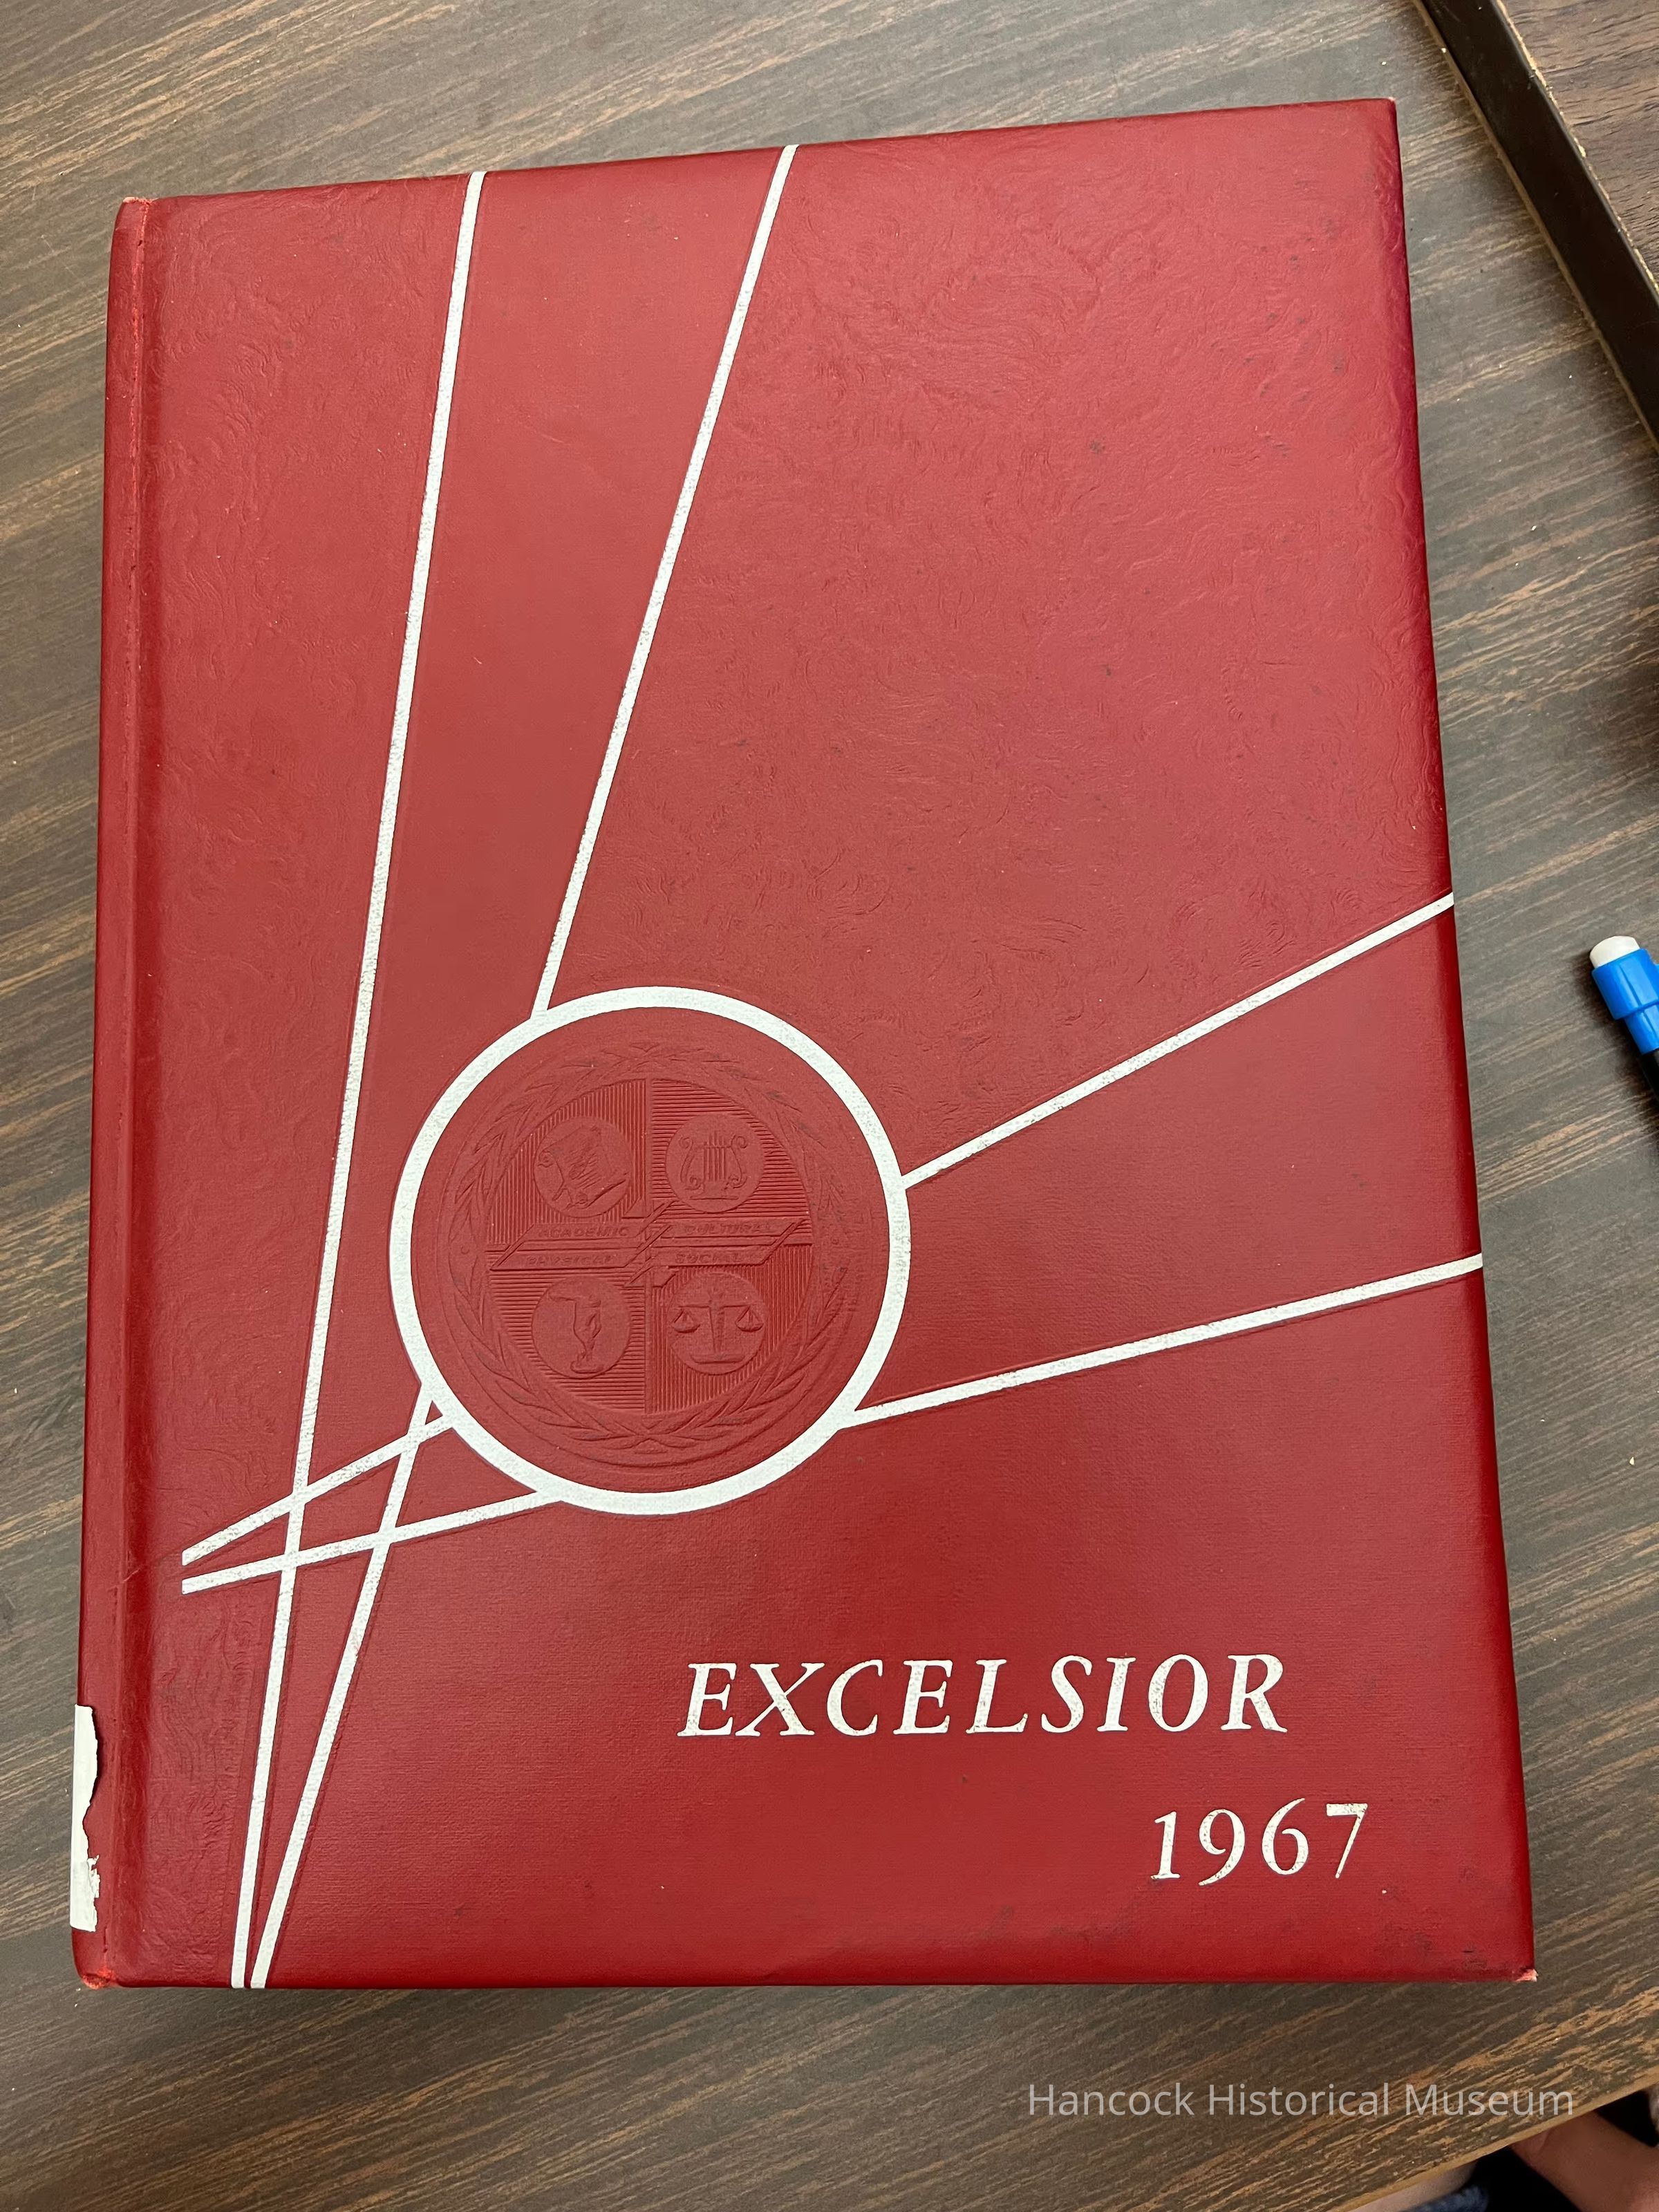 ACADEMIC CULTURAL
PHYSICAL SOCIAL
EXCELSIOR
1967
Hancock Historical Museum